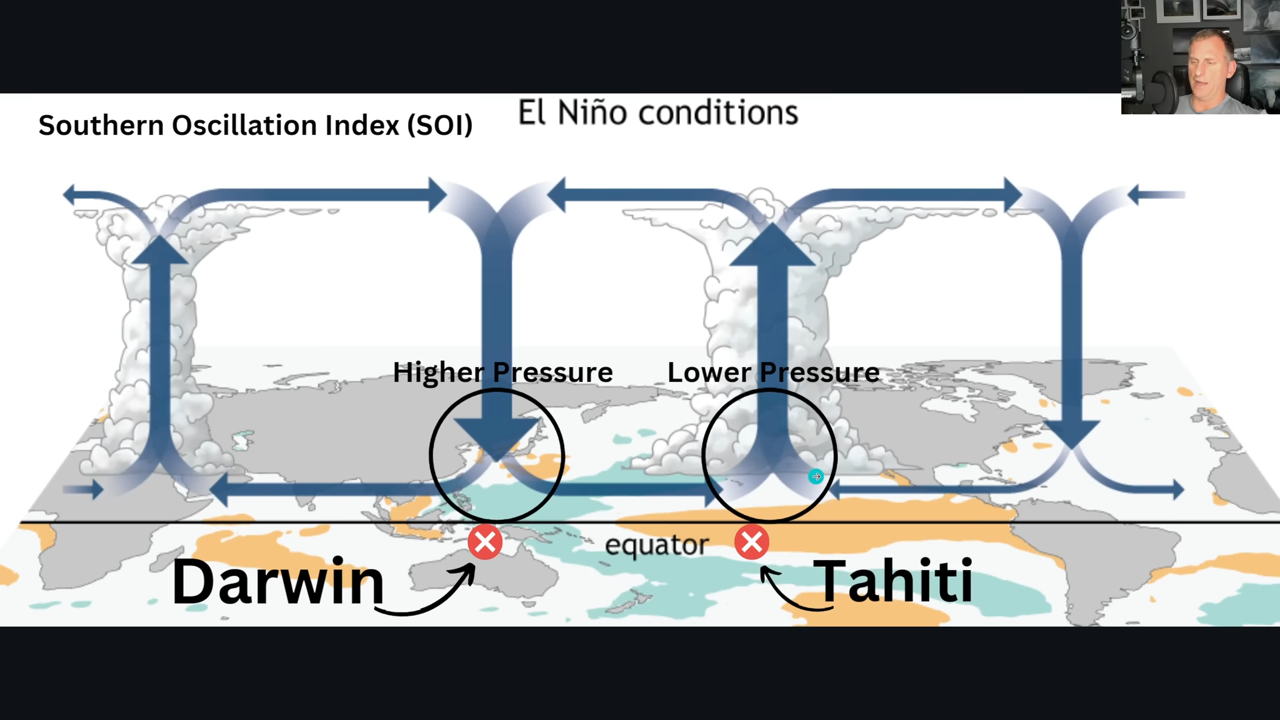 Southern Oscillation Index (SOI)
El Niño conditions
Higher Pressure
Lower Pressure
equator
Darwin
Tahiti